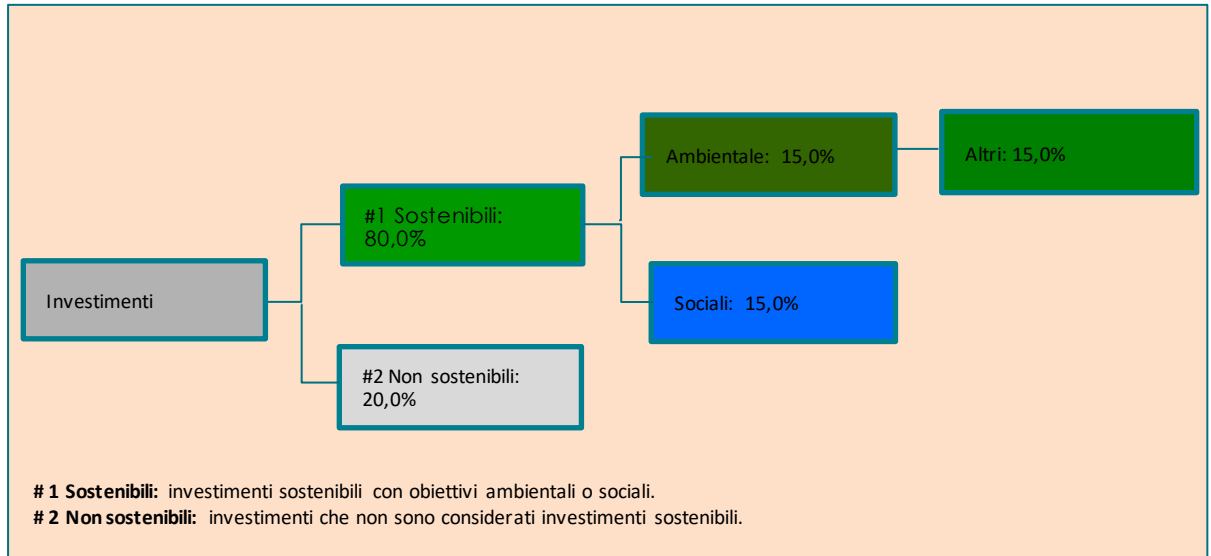 Ambientale: 15,0%
Altri: 15,0%
#1 Sostenibili:
80,0%
Investimenti
Sociali: 15,0%
#2 Non sostenibili:
20,0%
# 1 Sostenibili: investimenti sostenibili con obiettivi ambientali o sociali.
# 2 Non sostenibili: investimenti che non sono considerati investimenti sostenibili.